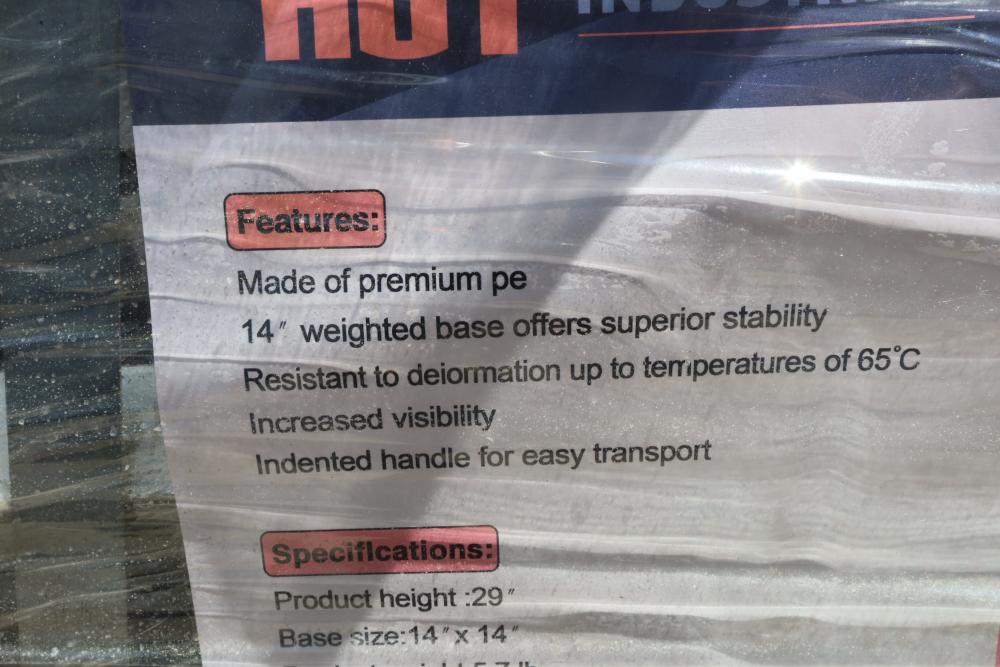 HOT
Features:
Made of premium pe
14″ weighted base offers superior stability
Resistant to deiormation up to temperatures of 65°C
Increased visibility
Indented handle for easy transport
Specifications:
Product height :29″
Base size:14″x 14″